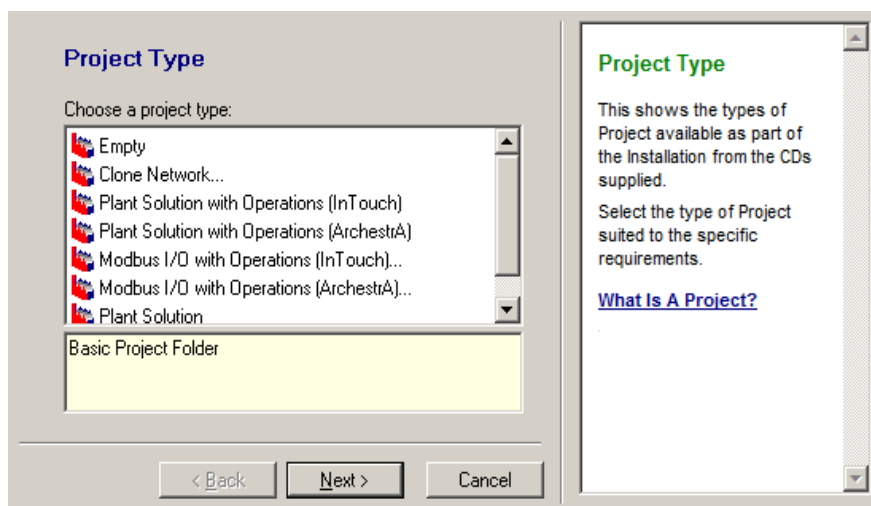 Project Type
Choose a project type:
Empty
Clone Network...
Plant Solution with Operations (InTouch)
Plant Solution with Operations (ArchestrA)
Modbus I/O with Operations (InTouch)...
Modbus I/O with Operations (ArchestrA)...
Plant Solution
Basic Project Folder
< Back
Next >
Cancel
Project Type
This shows the types of
Project available as part of
the Installation from the CDs
supplied.
Select the type of Project
suited to the specific
requirements.
What Is A Project?